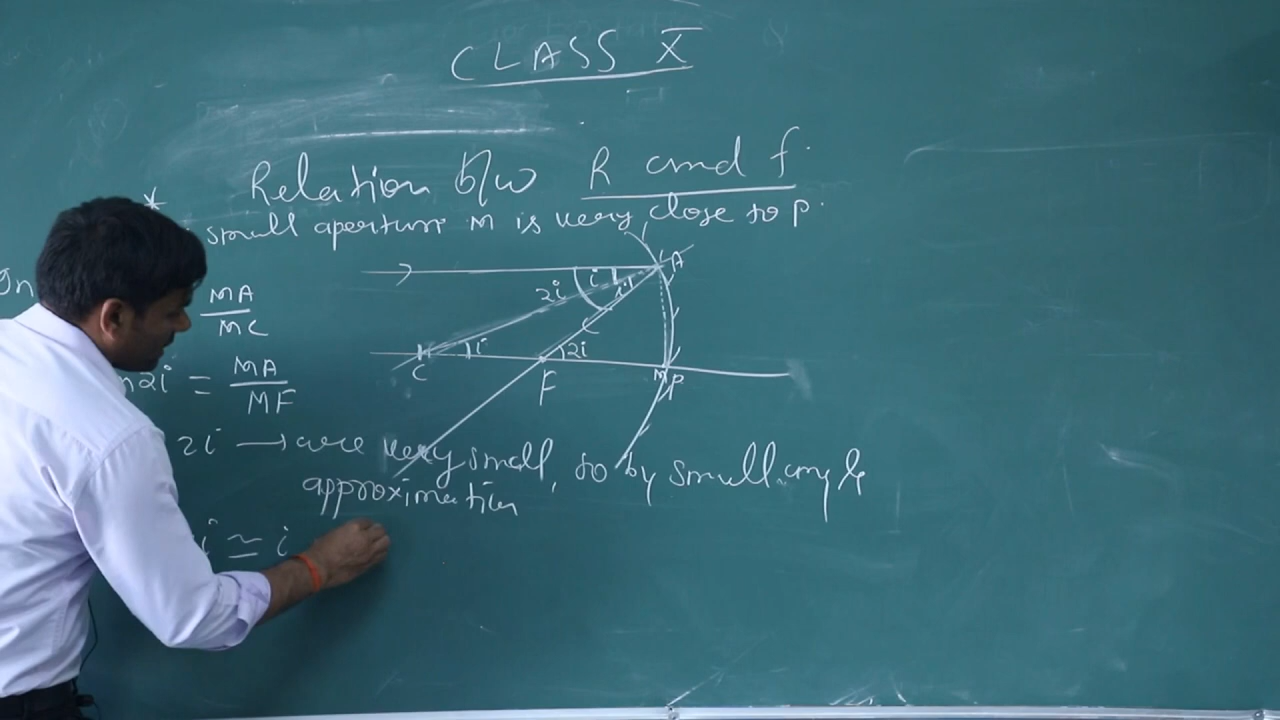 CLASS X
Relation b/w R and f.
*
small aperture M is very close to P.
In
MA
MC
2i = MA
MF
A
i
i
2i
i
2i
C
F
M P
2i → are very small, so by small angle
approximation
i ≃ i